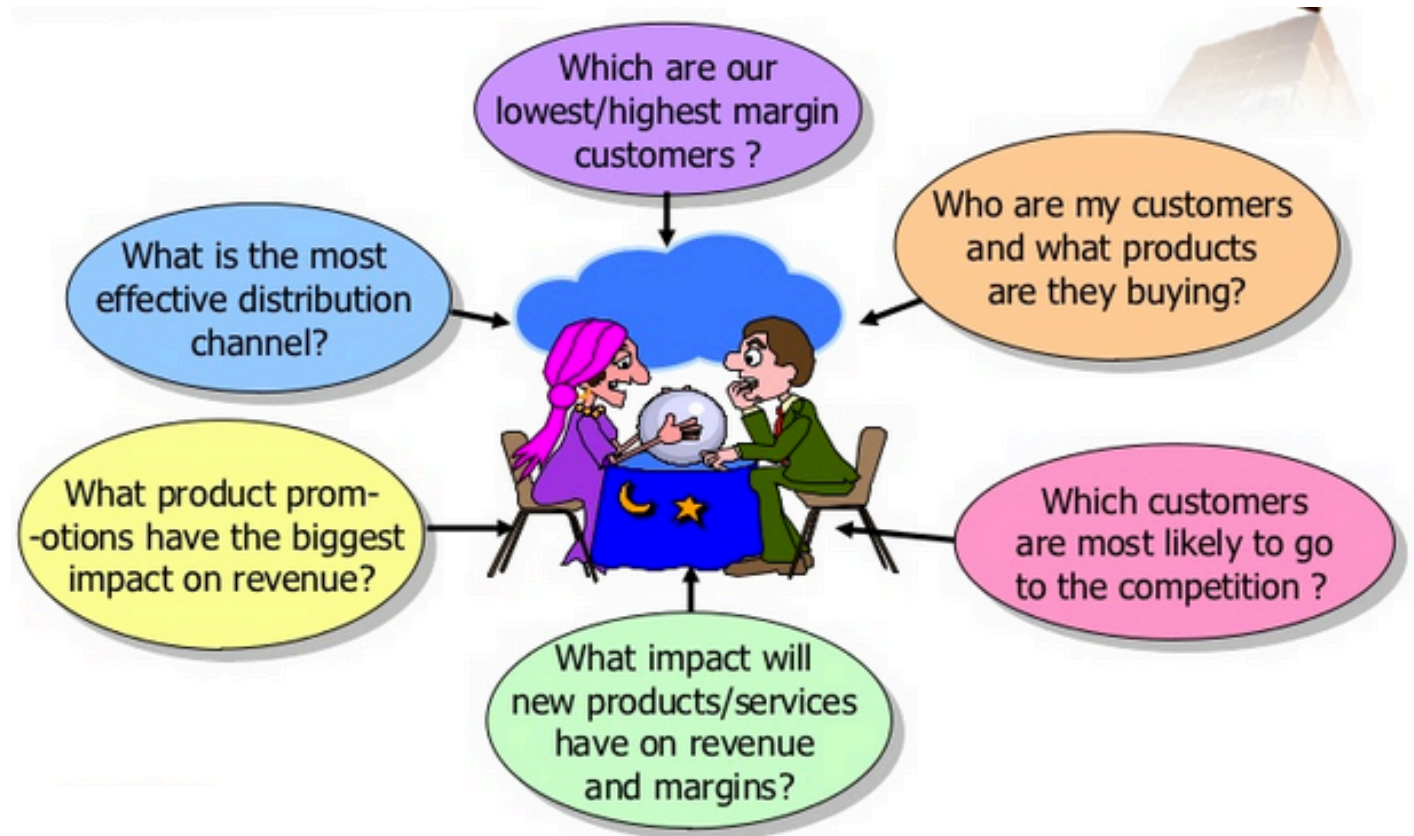 Which are our
lowest/highest margin
customers ?
Who are my customers
and what products
are they buying?
What is the most
effective distribution
channel?
What product prom-
-otions have the biggest
impact on revenue?
Which customers
are most likely to go
to the competition ?
What impact will
new products/services
have on revenue
and margins?